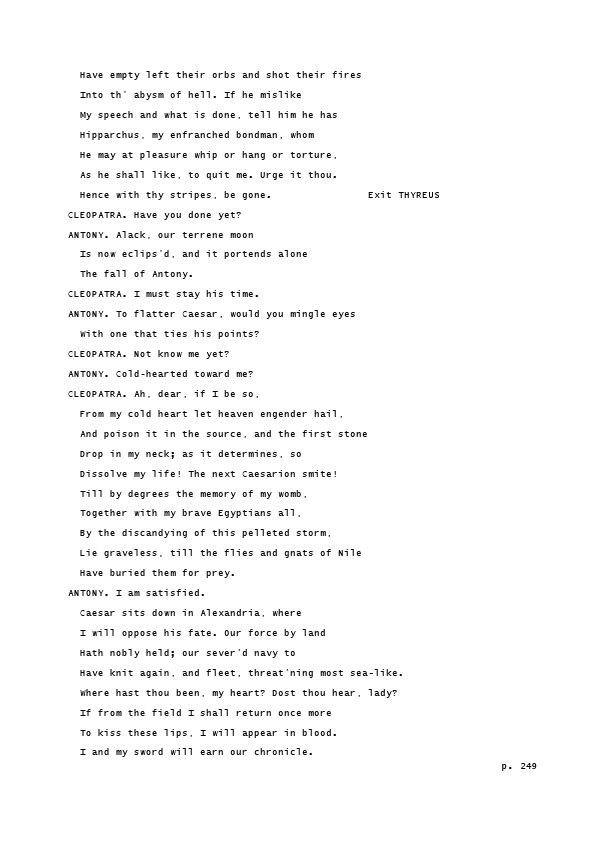 Have empty left their orbs and shot their fires
Into th' abysm of hell. If he mislike
My speech and what is done, tell him he has
Hipparchus, my enfranched bondman, whom
He may at pleasure whip or hang or torture,
As he shall like, to quit me. Urge it thou.
Hence with thy stripes, be gone. Exit THYREUS
CLEOPATRA. Have you done yet?
ANTONY. Alack, our terrene moon
Is now eclips'd, and it portends alone
The fall of Antony.
CLEOPATRA. I must stay his time.
ANTONY. To flatter Caesar, would you mingle eyes
With one that ties his points?
CLEOPATRA. Not know me yet?
ANTONY. Cold-hearted toward me?
CLEOPATRA. Ah, dear, if I be so,
From my cold heart let heaven engender hail,
And poison it in the source, and the first stone
Drop in my neck; as it determines, so
Dissolve my life! The next Caesarion smite!
Till by degrees the memory of my womb,
Together with my brave Egyptians all,
By the discandying of this pelleted storm,
Lie graveless, till the flies and gnats of Nile
Have buried them for prey.
ANTONY. I am satisfied.
Caesar sits down in Alexandria, where
I will oppose his fate. Our force by land
Hath nobly held; our sever'd navy to
Have knit again, and fleet, threat'ning most sea-like.
Where hast thou been, my heart? Dost thou hear, lady?
If from the field I shall return once more
To kiss these lips, I will appear in blood.
I and my sword will earn our chronicle.
p. 249